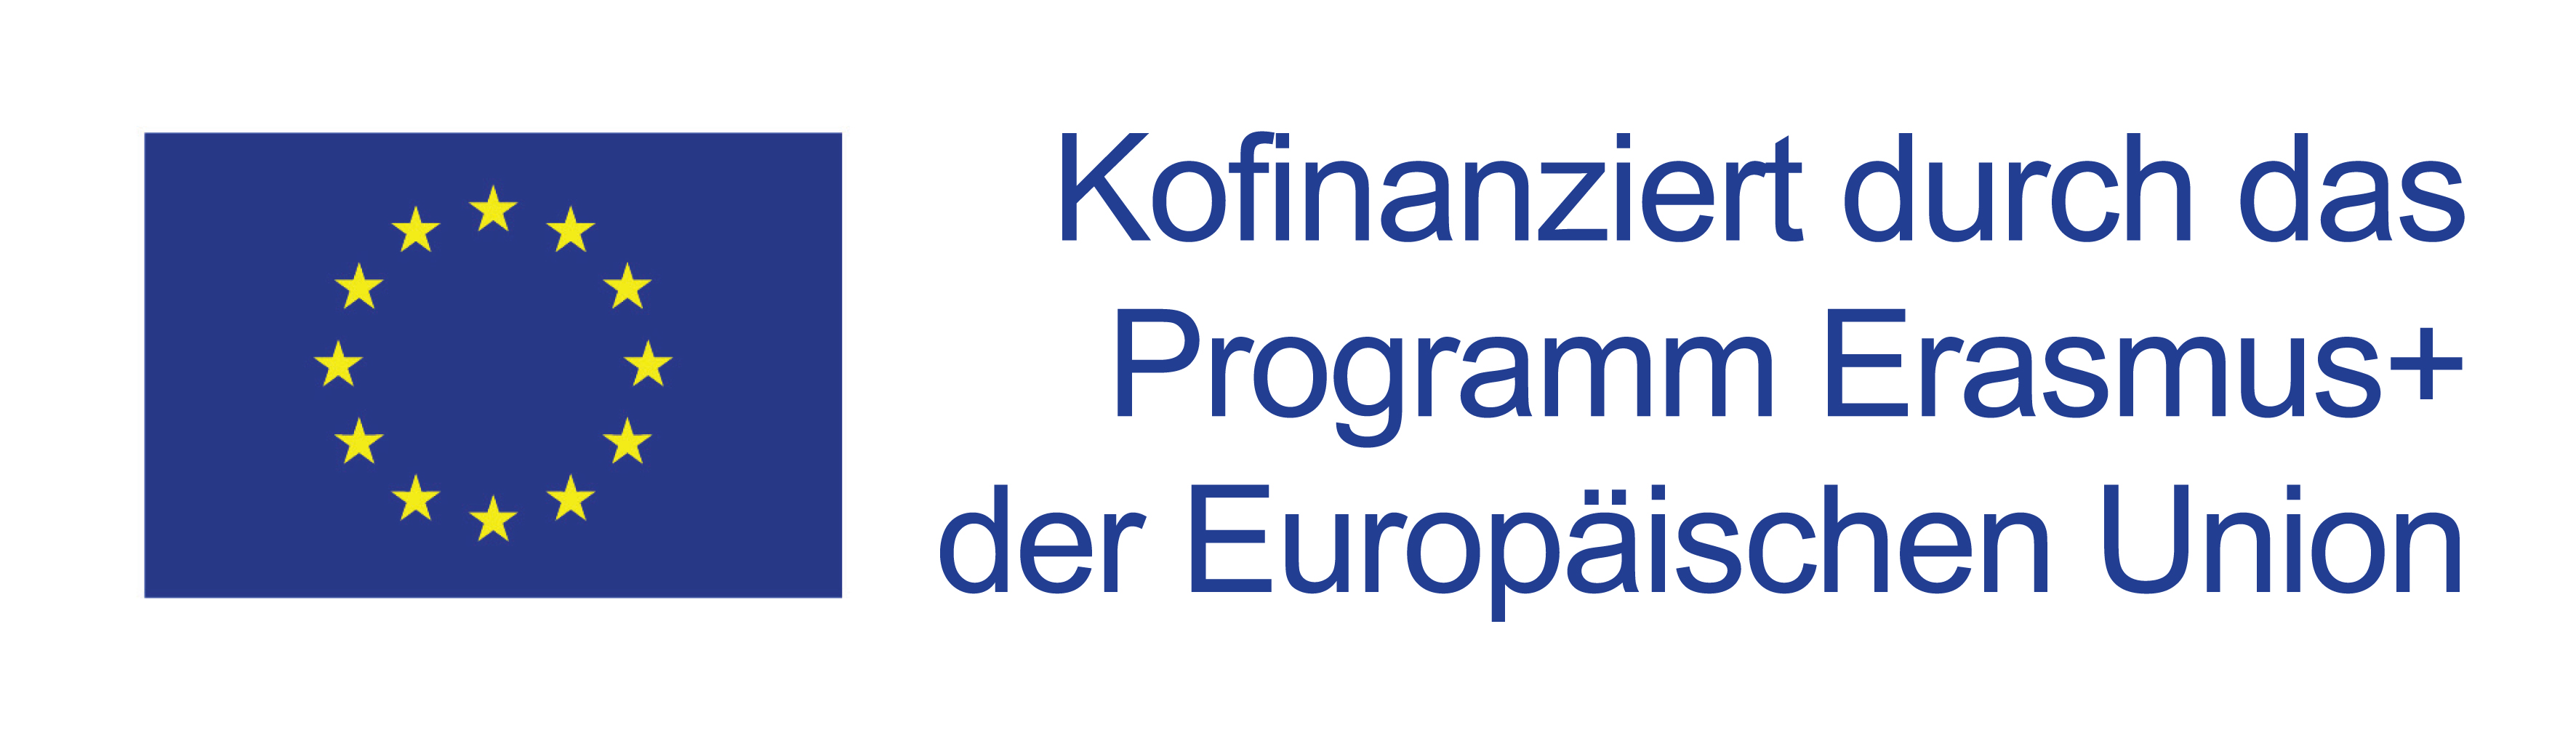 Kofinanziert durch das
Programm Erasmus+
der Europäischen Union